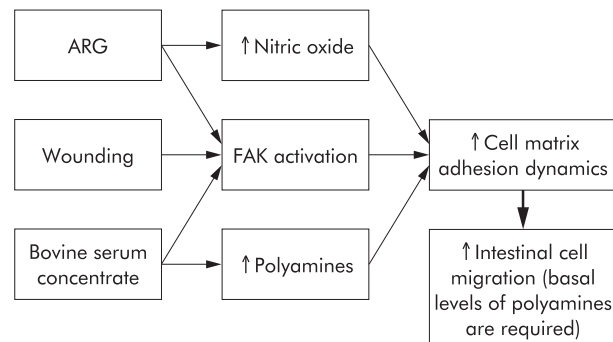 ARG
↑Nitric oxide
Wounding
FAK activation
↑Cell matrix
adhesion dynamics
Bovine serum
concentrate
↑Polyamines
↑Intestinal cell
migration (basal
levels of polyamines
are required)